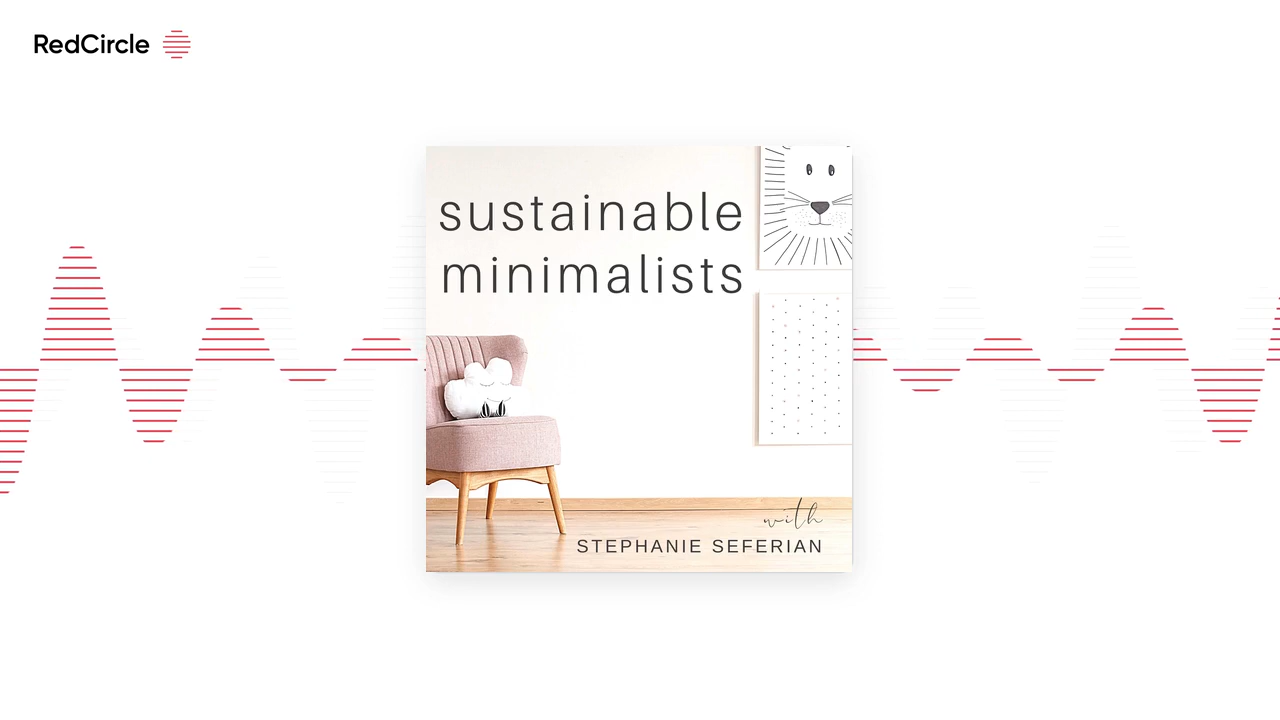 RedCircle
sustainable
minimalists
with
STEPHANIE SEFERIAN